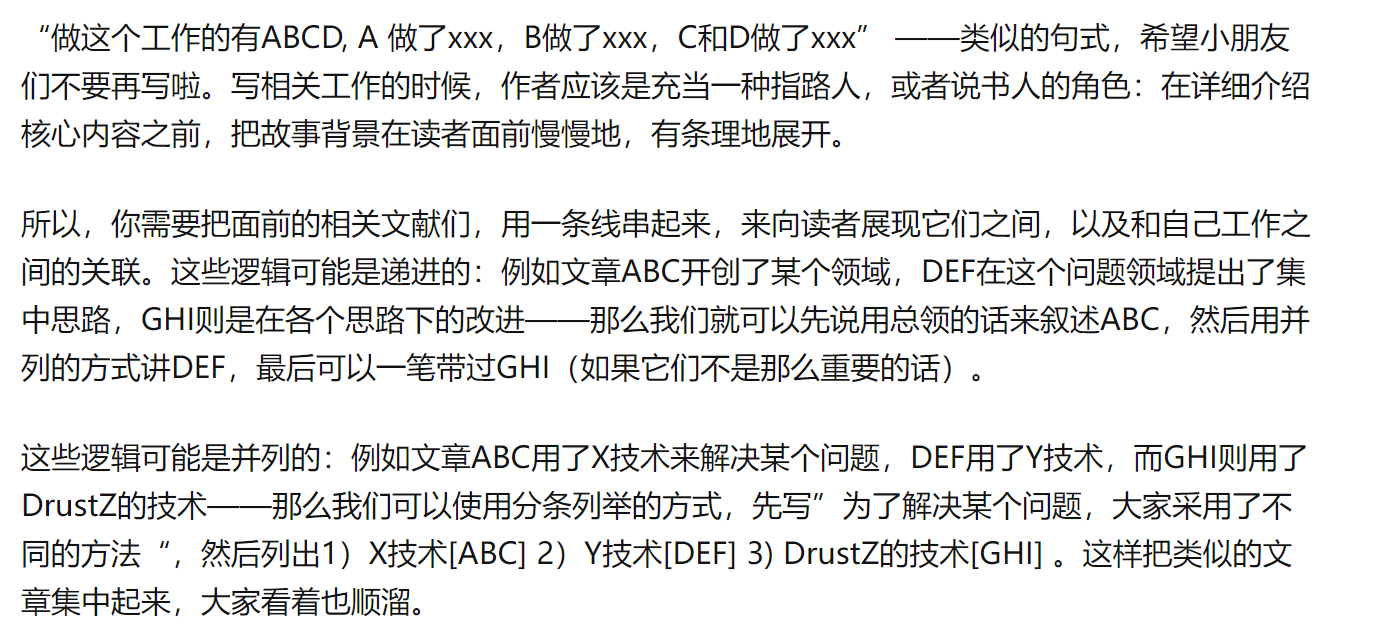 “做这个工作的有ABCD, A 做了xxx，B做了xxx，C和D做了xxx” ——类似的句式，希望小朋友
们不要再写啦。写相关工作的时候，作者应该是充当一种指路人，或者说书人的角色：在详细介绍
核心内容之前，把故事背景在读者面前慢慢地，有条理地展开。
所以，你需要把面前的相关文献们，用一条线串起来，来向读者展现它们之间，以及和自己工作之
间的关联。这些逻辑可能是递进的：例如文章ABC开创了某个领域，DEF在这个问题领域提出了集
中思路，GHI则是在各个思路下的改进——那么我们就可以先说用总领的话来叙述ABC，然后用并
列的方式讲DEF，最后可以一笔带过GHI（如果它们不是那么重要的话）。
这些逻辑可能是并列的：例如文章ABC用了X技术来解决某个问题，DEF用了Y技术，而GHI则用了
DrustZ的技术——那么我们可以使用分条列举的方式，先写”为了解决某个问题，大家采用了不
同的方法“，然后列出1）X技术[ABC] 2）Y技术[DEF] 3) DrustZ的技术[GHI] 。这样把类似的文
章集中起来，大家看着也顺溜。